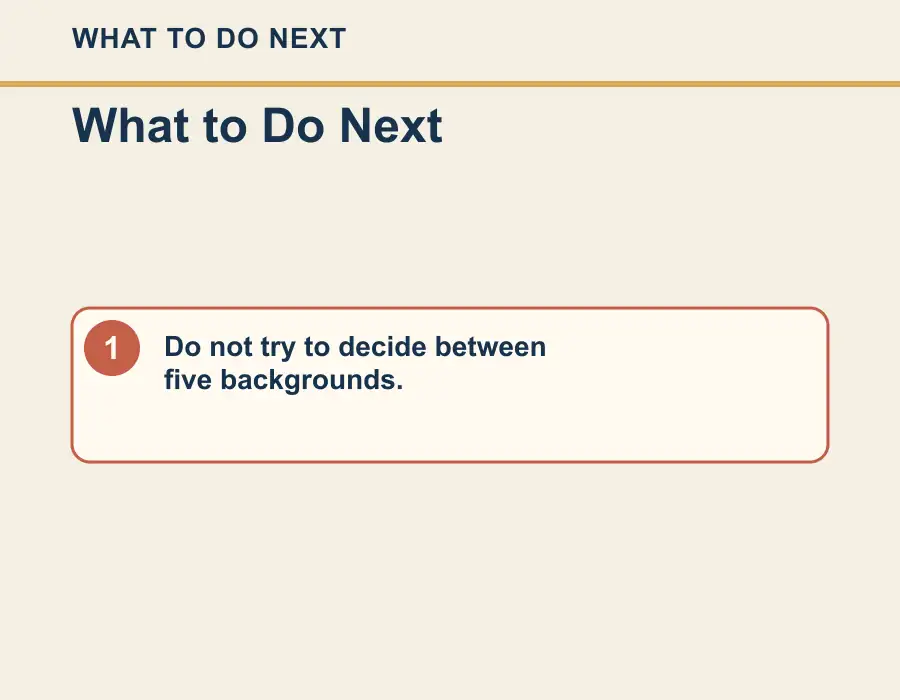 WHAT TO DO NEXT
What to Do Next
1
Do not try to decide between
five backgrounds.